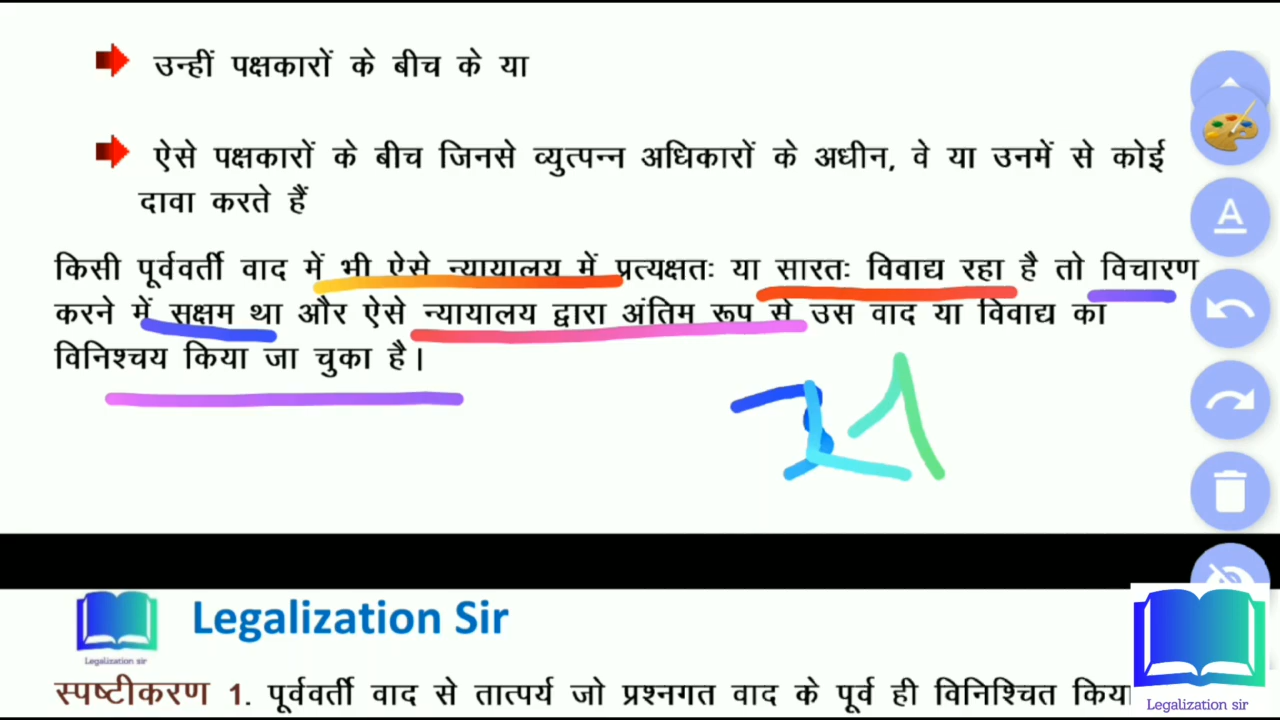 उन्हीं पक्षकारों के बीच के या
ऐसे पक्षकारों के बीच जिनसे व्युत्पन्न अधिकारों के अधीन, वे या उनमें से कोई
दावा करते हैं
किसी पूर्ववर्ती वाद में भी ऐसे न्यायालय में प्रत्यक्षतः या सारतः विवाद्य रहा है तो विचारण
करने में सक्षम था और ऐसे न्यायालय द्वारा अंतिम रूप से उस वाद या विवाद्य का
विनिश्चय किया जा चुका है।
Legalization Sir
Legalization sir
स्पष्टीकरण 1. पूर्ववर्ती वाद से तात्पर्य जो प्रश्नगत वाद के पूर्व ही विनिश्चित किया
Legalization sir
A